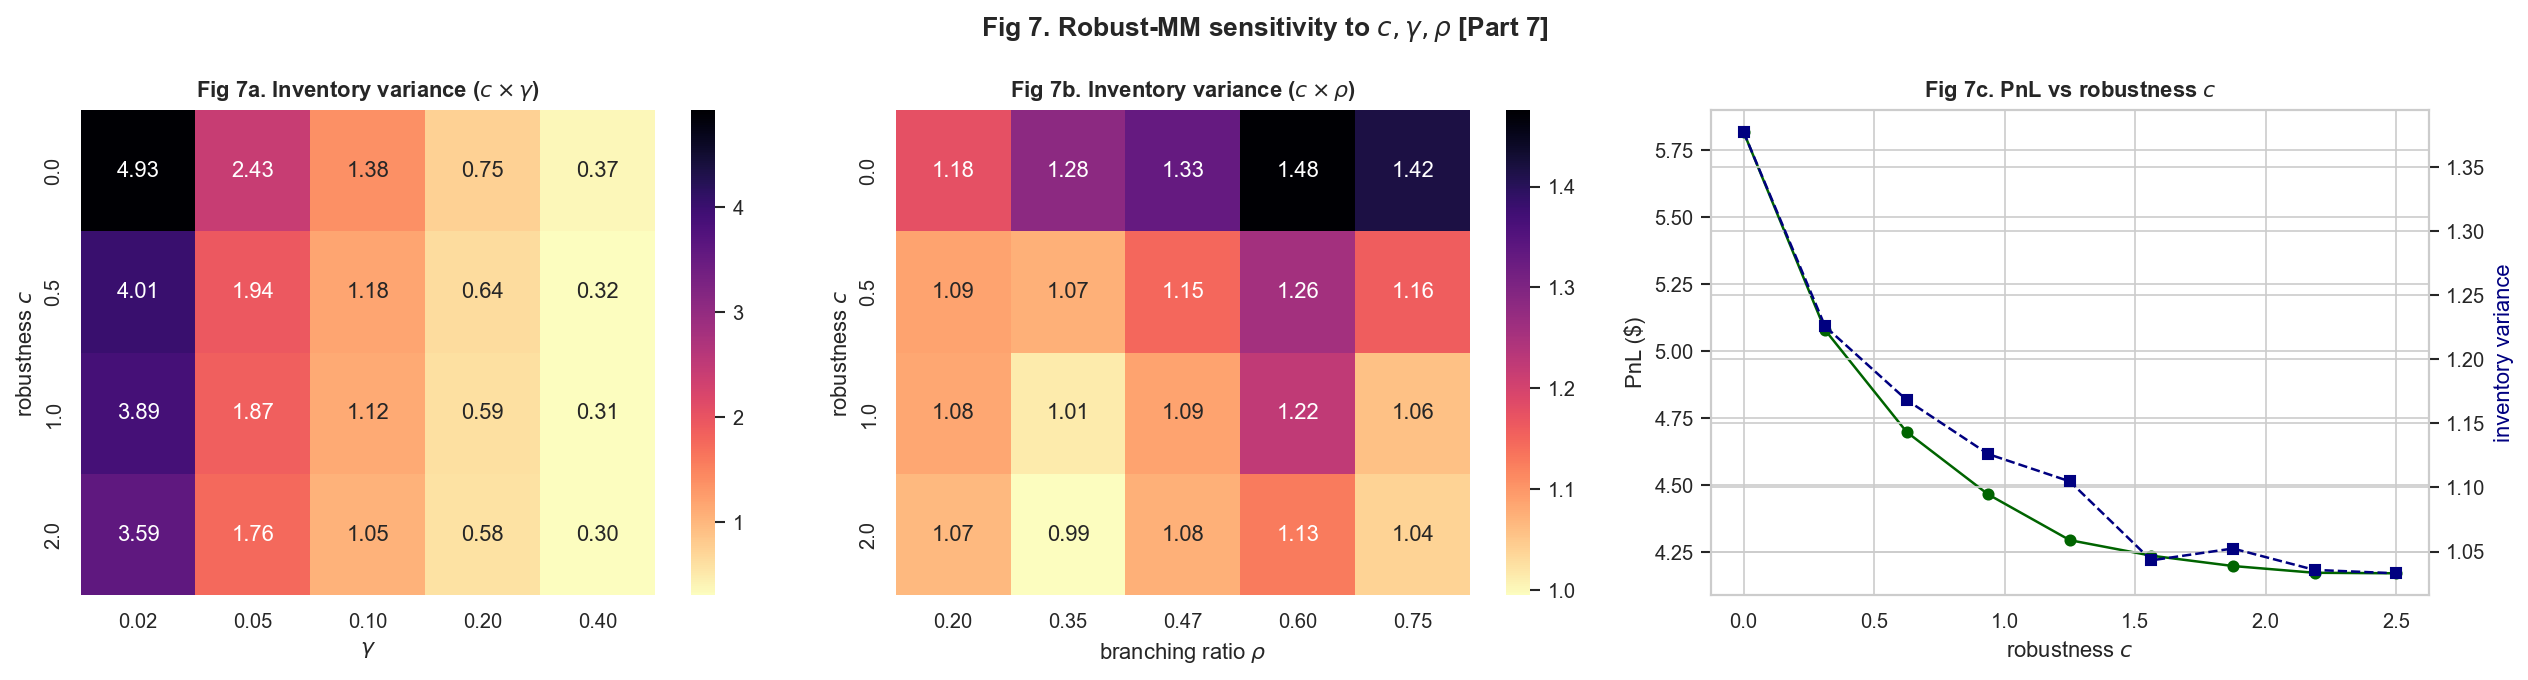 Fig 7. Robust-MM sensitivity to c, γ, ρ [Part 7]
Fig 7a. Inventory variance (c × γ)
robustness c
0.0
0.5
1.0
2.0
4.93 2.43 1.38 0.75 0.37
4.01 1.94 1.18 0.64 0.32
3.89 1.87 1.12 0.59 0.31
3.59 1.76 1.05 0.58 0.30
0.02 0.05 0.10 0.20 0.40
γ
4
3
2
1
Fig 7b. Inventory variance (c × ρ)
robustness c
0.0
0.5
1.0
2.0
1.18 1.28 1.33 1.48 1.42
1.09 1.07 1.15 1.26 1.16
1.08 1.01 1.09 1.22 1.06
1.07 0.99 1.08 1.13 1.04
0.20 0.35 0.47 0.60 0.75
branching ratio ρ
1.4
1.3
1.2
1.1
1.0
Fig 7c. PnL vs robustness c
PnL ($)
5.75
5.50
5.25
5.00
4.75
4.50
4.25
0.0 0.5 1.0 1.5 2.0 2.5
robustness c
1.35
1.30
1.25
1.20
1.15
1.10
1.05
inventory variance